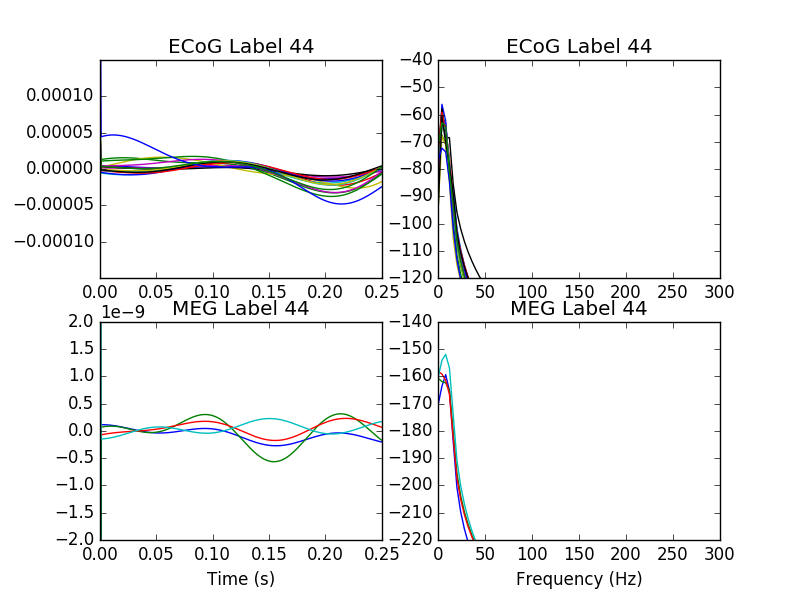 ECoG Label 44
ECoG Label 44
0.00010
0.00005
0.00000
−0.00005
−0.00010
0.00 0.05 0.10 0.15 0.20 0.25
−40
−50
−60
−70
−80
−90
−100
−110
−120
0 50 100 150 200 250 300
1e−9
MEG Label 44
MEG Label 44
2.0
1.5
1.0
0.5
0.0
−0.5
−1.0
−1.5
−2.0
0.00 0.05 0.10 0.15 0.20 0.25
Time (s)
−140
−150
−160
−170
−180
−190
−200
−210
−220
0 50 100 150 200 250 300
Frequency (Hz)